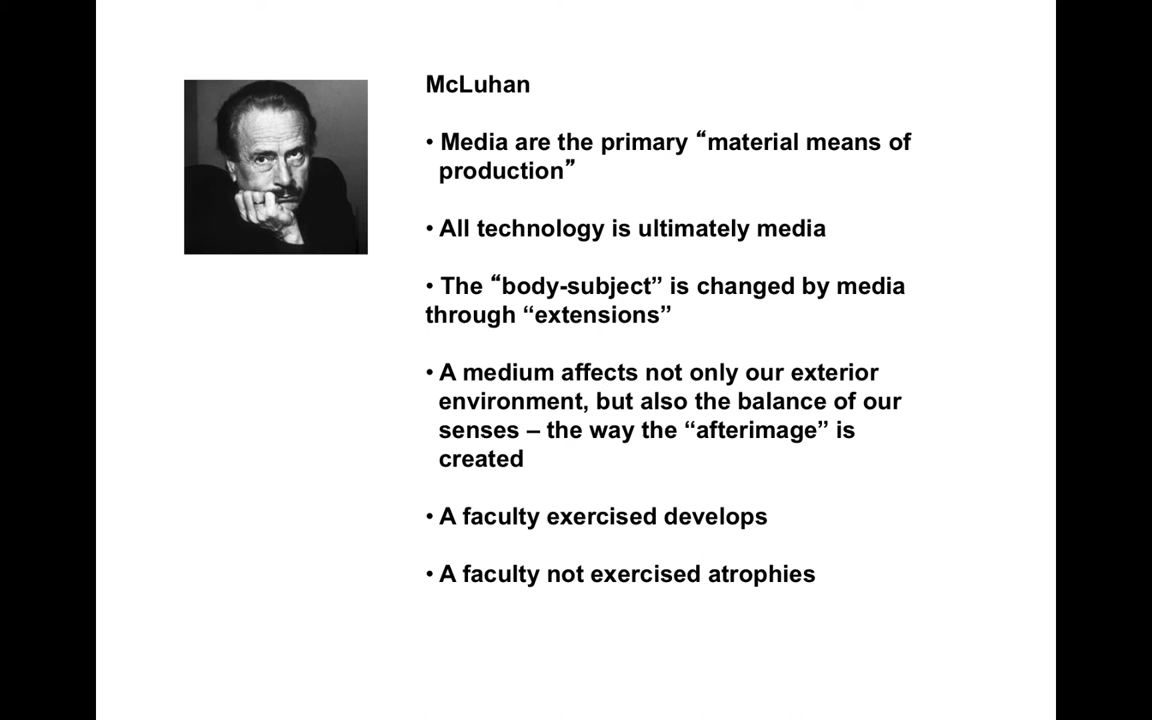 McLuhan
• Media are the primary “material means of
production”
• All technology is ultimately media
• The “body-subject” is changed by media
through “extensions”
• A medium affects not only our exterior
environment, but also the balance of our
senses – the way the “afterimage” is
created
• A faculty exercised develops
• A faculty not exercised atrophies